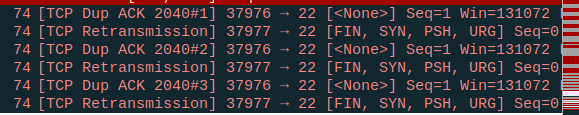 74 [TCP Dup ACK 2040#1] 37976 → 22 [<None>] Seq=1 Win=131072
74 [TCP Retransmission] 37977 → 22 [FIN, SYN, PSH, URG] Seq=0
74 [TCP Dup ACK 2040#2] 37976 → 22 [<None>] Seq=1 Win=131072
74 [TCP Retransmission] 37977 → 22 [FIN, SYN, PSH, URG] Seq=0
74 [TCP Dup ACK 2040#3] 37976 → 22 [<None>] Seq=1 Win=131072
74 [TCP Retransmission] 37977 → 22 [FIN, SYN, PSH, URG] Seq=0